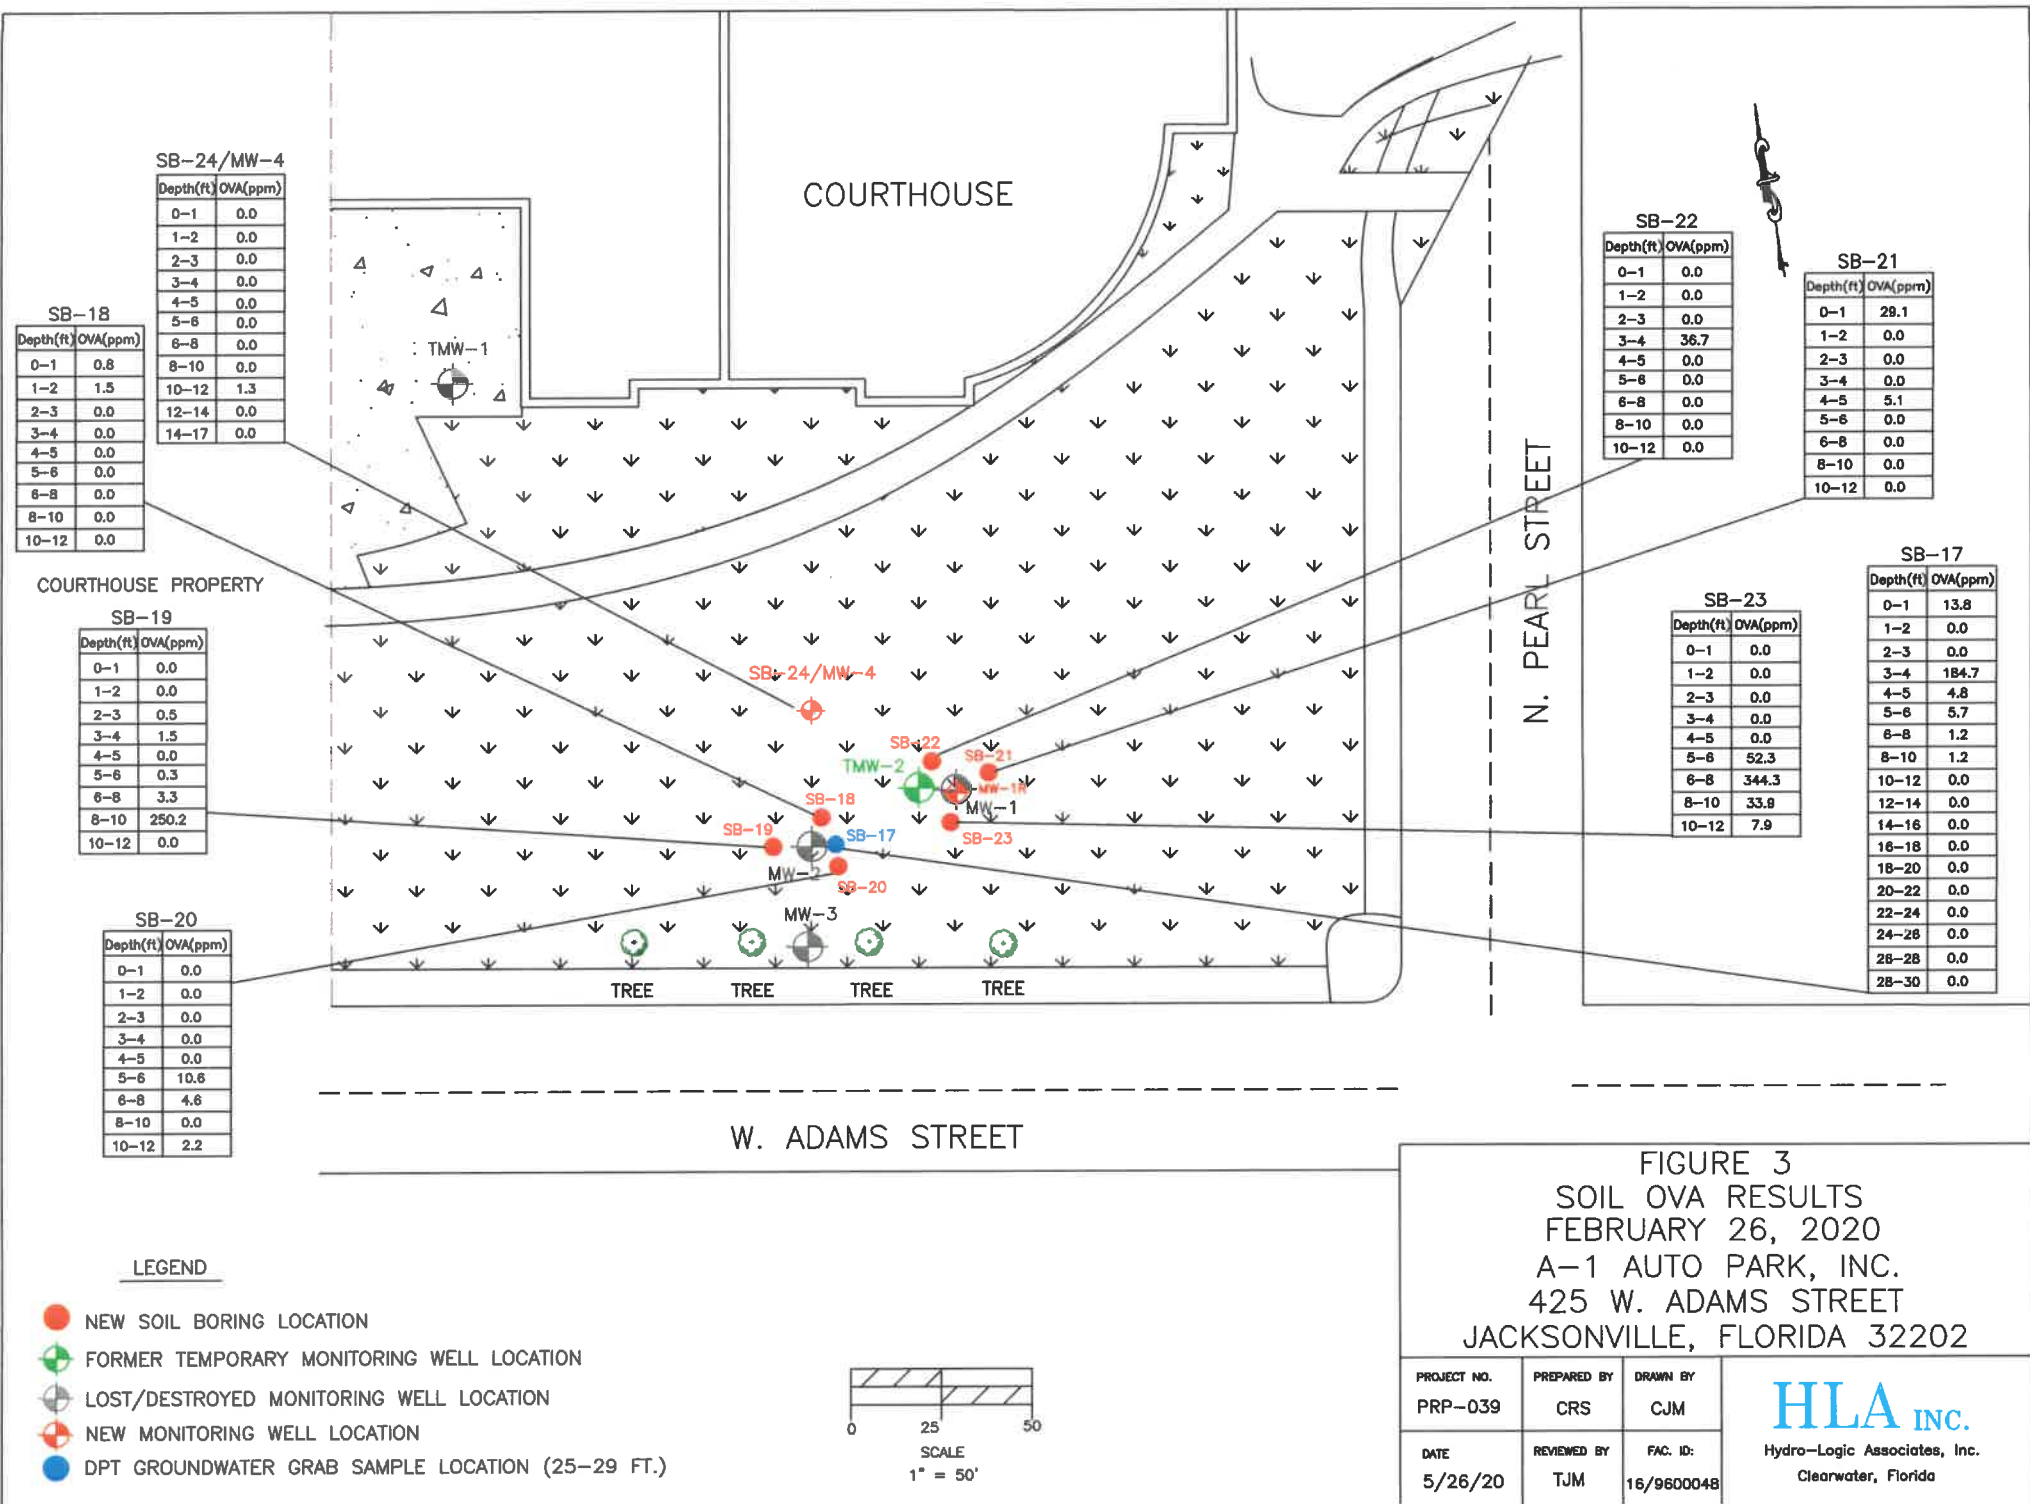 SB-24/MW-4
Depth(ft) OVA(ppm)
0-1 0.0
1-2 0.0
2-3 0.0
3-4 0.0
4-5 0.0
5-6 0.0
6-8 0.0
8-10 0.0
10-12 1.3
12-14 0.0
14-17 0.0
SB-18
Depth(ft) OVA(ppm)
0-1 0.8
1-2 1.5
2-3 0.0
3-4 0.0
4-5 0.0
5-6 0.0
6-8 0.0
8-10 0.0
10-12 0.0
COURTHOUSE PROPERTY
SB-19
Depth(ft) OVA(ppm)
0-1 0.0
1-2 0.0
2-3 0.5
3-4 1.5
4-5 0.0
5-6 0.3
6-8 3.3
8-10 250.2
10-12 0.0
SB-20
Depth(ft) OVA(ppm)
0-1 0.0
1-2 0.0
2-3 0.0
3-4 0.0
4-5 0.0
5-6 10.6
6-8 4.6
8-10 0.0
10-12 2.2
COURTHOUSE
TMW-1
SB-24/MW-4
SB-22
SB-21
TMW-2
MW-1R
MW-1
SB-18
SB-19
SB-17
SB-23
MW-2
SB-20
MW-3
TREE TREE TREE TREE
N. PEARL STREET
W. ADAMS STREET
SB-22
Depth(ft) OVA(ppm)
0-1 0.0
1-2 0.0
2-3 0.0
3-4 36.7
4-5 0.0
5-6 0.0
6-8 0.0
8-10 0.0
10-12 0.0
SB-21
Depth(ft) OVA(ppm)
0-1 29.1
1-2 0.0
2-3 0.0
3-4 0.0
4-5 5.1
5-6 0.0
6-8 0.0
8-10 0.0
10-12 0.0
SB-23
Depth(ft) OVA(ppm)
0-1 0.0
1-2 0.0
2-3 0.0
3-4 0.0
4-5 0.0
5-6 52.3
6-8 344.3
8-10 33.9
10-12 7.9
SB-17
Depth(ft) OVA(ppm)
0-1 13.8
1-2 0.0
2-3 0.0
3-4 184.7
4-5 4.8
5-6 5.7
6-8 1.2
8-10 1.2
10-12 0.0
12-14 0.0
14-16 0.0
16-18 0.0
18-20 0.0
20-22 0.0
22-24 0.0
24-26 0.0
26-28 0.0
28-30 0.0
LEGEND
NEW SOIL BORING LOCATION
FORMER TEMPORARY MONITORING WELL LOCATION
LOST/DESTROYED MONITORING WELL LOCATION
NEW MONITORING WELL LOCATION
DPT GROUNDWATER GRAB SAMPLE LOCATION (25-29 FT.)
0 25 50
SCALE
1" = 50'
FIGURE 3
SOIL OVA RESULTS
FEBRUARY 26, 2020
A-1 AUTO PARK, INC.
425 W. ADAMS STREET
JACKSONVILLE, FLORIDA 32202
PROJECT NO. PREPARED BY DRAWN BY
PRP-039 CRS CJM
DATE REVIEWED BY FAC. ID:
5/26/20 TJM 16/9600048
HLA INC.
Hydro-Logic Associates, Inc.
Clearwater, Florida